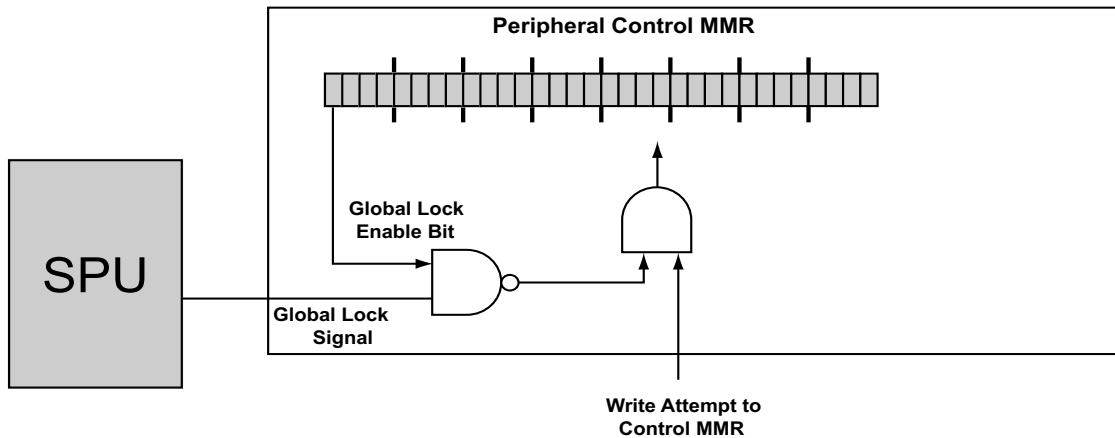 Peripheral Control MMR
Global Lock
Enable Bit
SPU
Global Lock
Signal
Write Attempt to
Control MMR